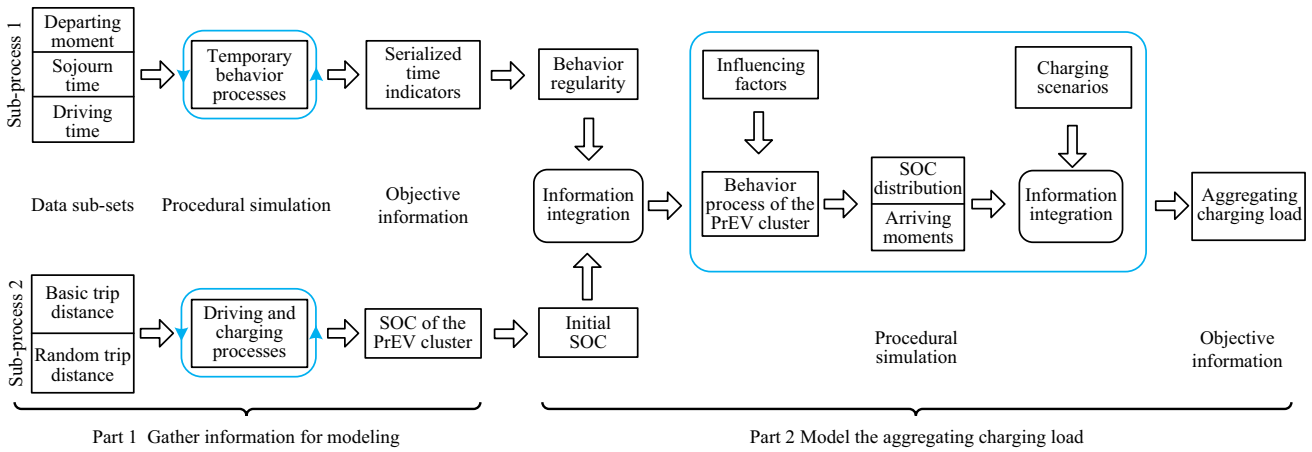 Sub-process 1
Departing
moment
Sojourn
time
Driving
time
Temporary
behavior
processes
Serialized
time
indicators
Behavior
regularity
Influencing
factors
Charging
scenarios
Data sub-sets
Procedural simulation
Objective
information
Information
integration
Behavior
process of the
PrEV cluster
SOC
distribution
Arriving
moments
Information
integration
Aggregating
charging load
Sub-process 2
Basic trip
distance
Random trip
distance
Driving and
charging
processes
SOC of the
PrEV cluster
Initial
SOC
Procedural
simulation
Objective
information
Part 1 Gather information for modeling
Part 2 Model the aggregating charging load